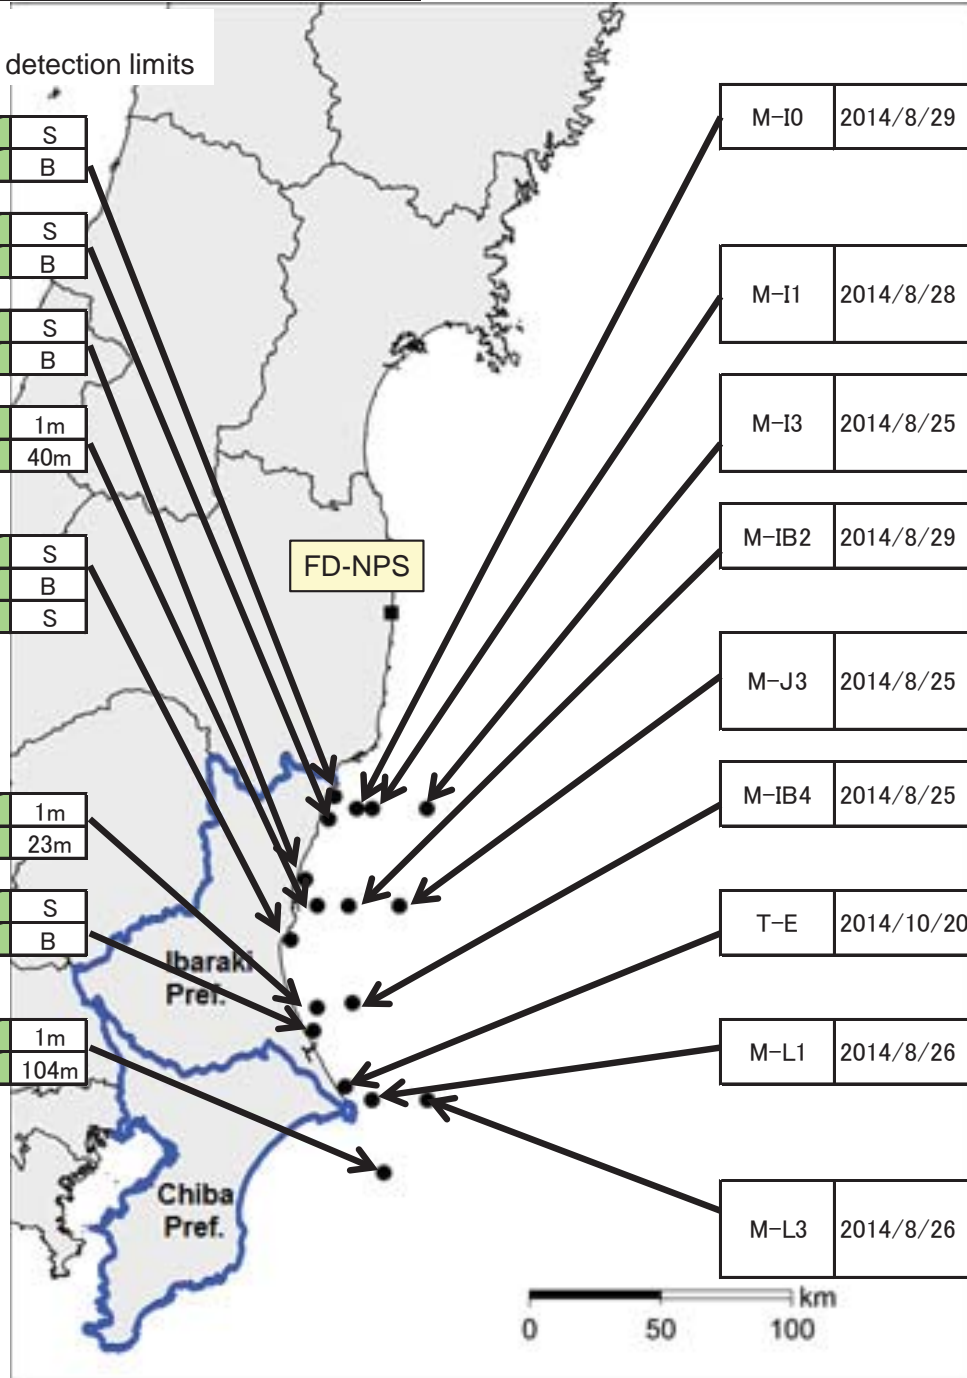 detection limits
S
B
S
B
S
B
1m
40m
S
B
S
1m
23m
S
B
1m
104m
FD-NPS
Ibaraki
Pref.
Chiba
Pref.
M-I0 2014/8/29
M-I1 2014/8/28
M-I3 2014/8/25
M-IB2 2014/8/29
M-J3 2014/8/25
M-IB4 2014/8/25
T-E 2014/10/20
M-L1 2014/8/26
M-L3 2014/8/26
km
0 50 100